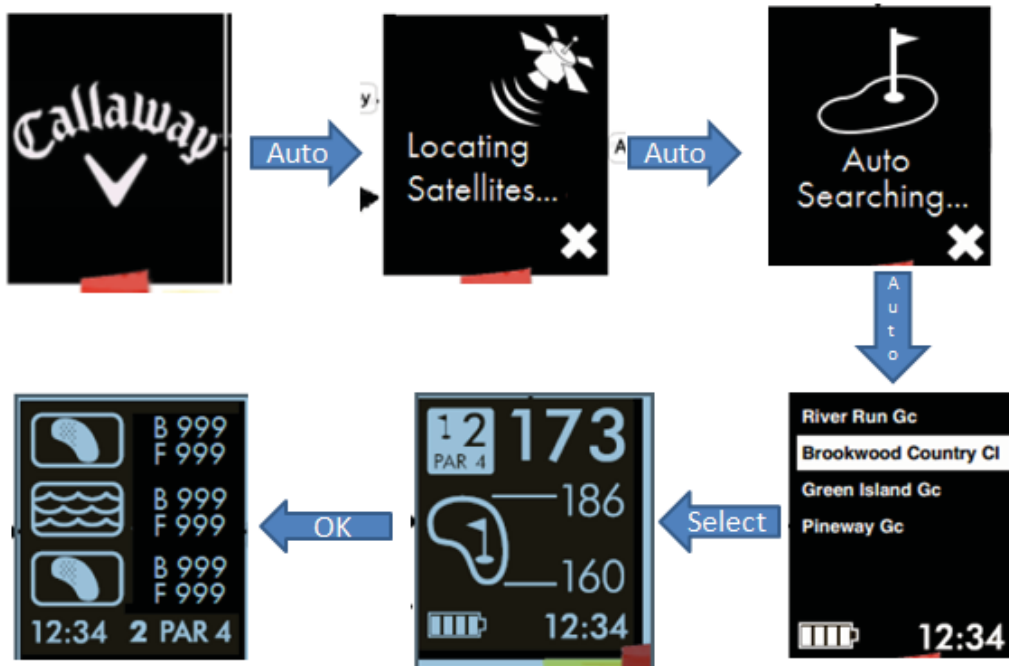 Callaway
Auto
y.
Locating
Satellites...
A
Auto
Auto
Searching...
Auto
River Run Gc
Brookwood Country Cl
Green Island Gc
Pineway Gc
12:34
Select
12
PAR 4
173
186
160
12:34
OK
B 999
F 999
B 999
F 999
B 999
F 999
12:34 2 PAR 4